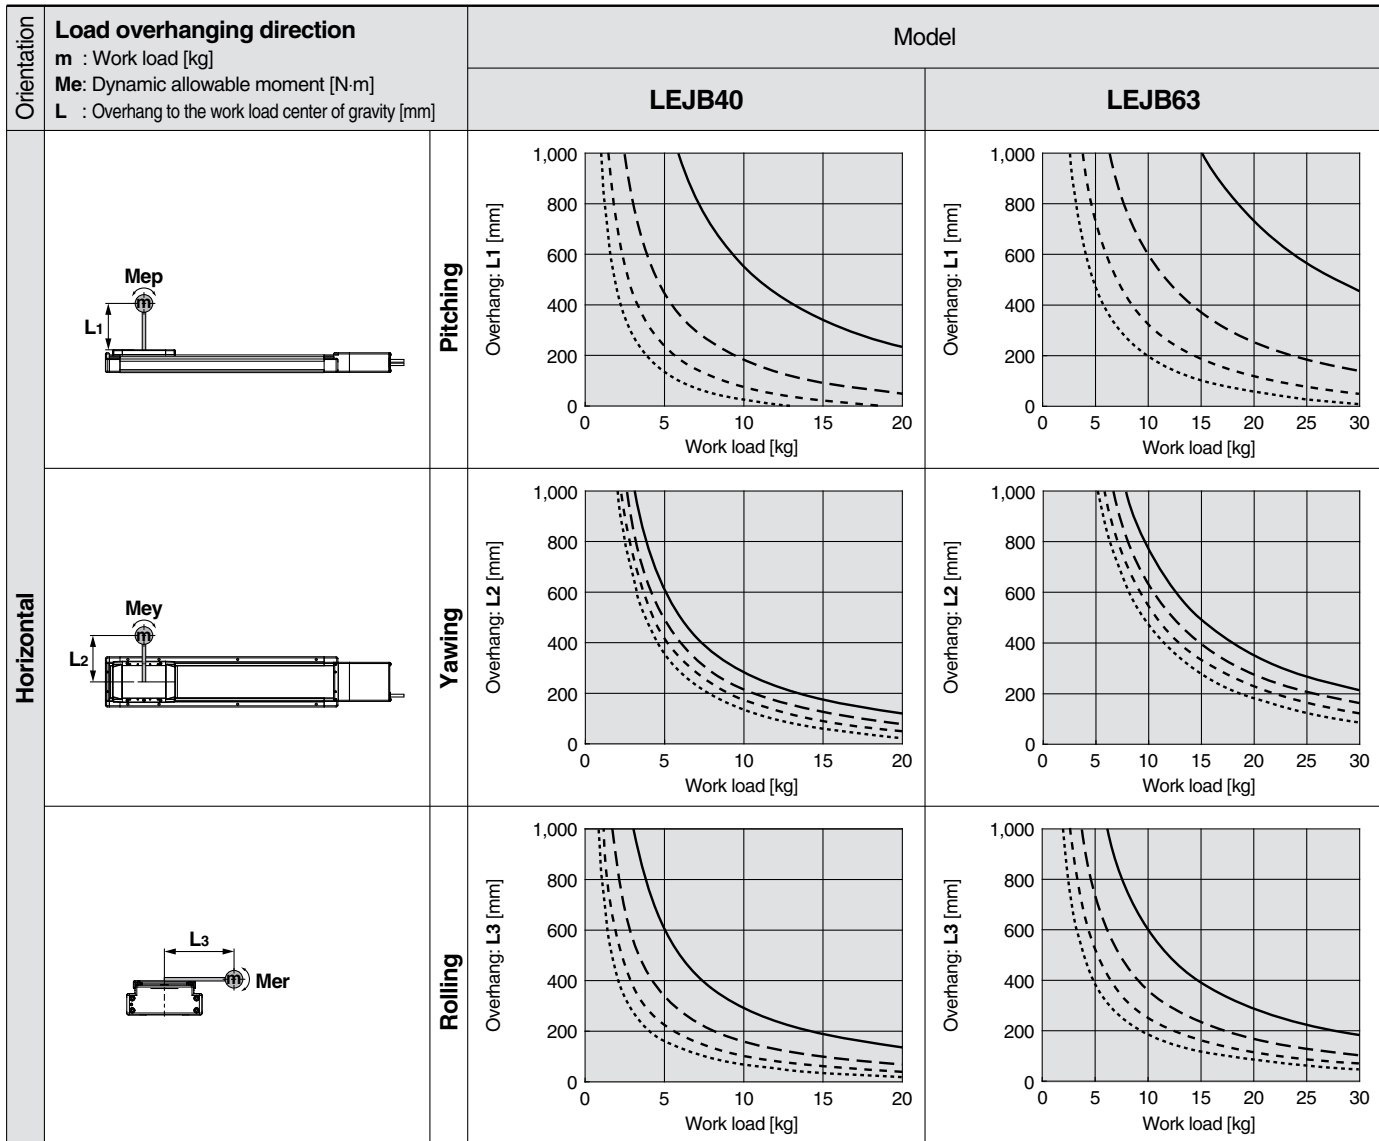 Orientation
Load overhanging direction
m : Work load [kg]
Me: Dynamic allowable moment [N·m]
L : Overhang to the work load center of gravity [mm]
Model
LEJB40
LEJB63
Horizontal
Mep
m
L1
Pitching
Overhang: L1 [mm]
1,000
800
600
400
200
0
0 5 10 15 20
Work load [kg]
Overhang: L1 [mm]
1,000
800
600
400
200
0
0 5 10 15 20 25 30
Work load [kg]
Mey
m
L2
Yawing
Overhang: L2 [mm]
1,000
800
600
400
200
0
0 5 10 15 20
Work load [kg]
Overhang: L2 [mm]
1,000
800
600
400
200
0
0 5 10 15 20 25 30
Work load [kg]
L3
m Mer
Rolling
Overhang: L3 [mm]
1,000
800
600
400
200
0
0 5 10 15 20
Work load [kg]
Overhang: L3 [mm]
1,000
800
600
400
200
0
0 5 10 15 20 25 30
Work load [kg]